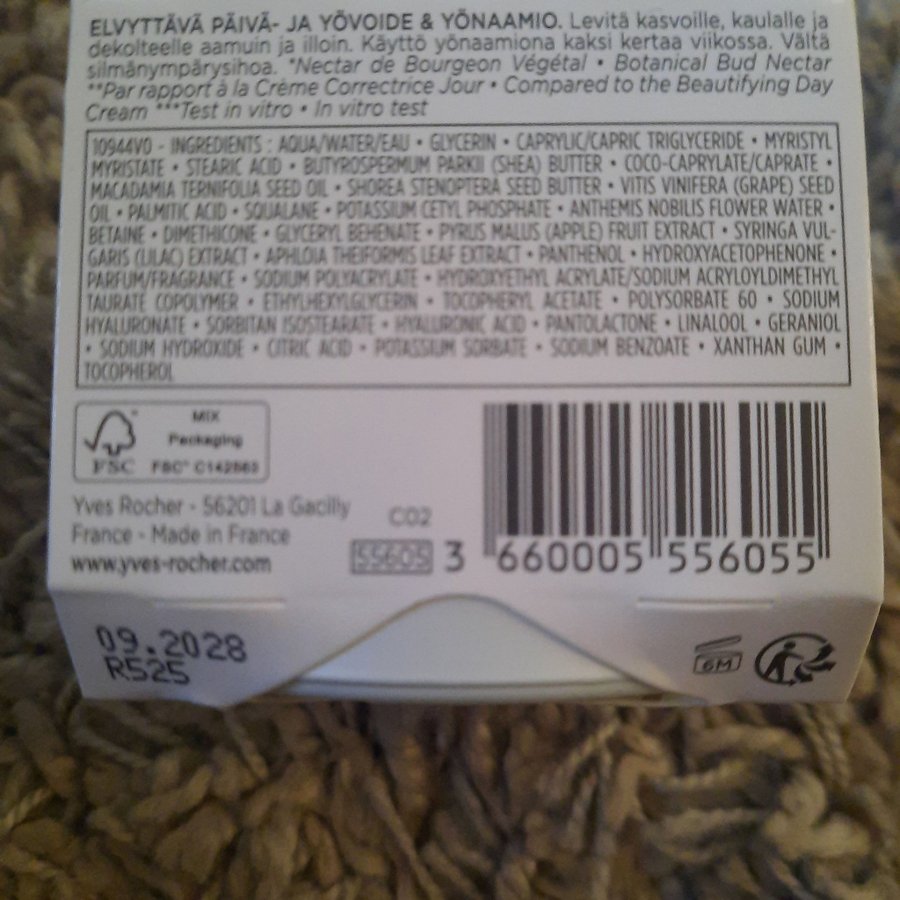 ELVYTTÄVÄ PÄIVÄ- JA YÖVOIDE & YÖNAAMIO. Levitä kasvoille, kaulalle ja
dekolteelle aamuin ja illoin. Käyttö yönaamiona kaksi kertaa viikossa. Vältä
silmänympärysihoa. *Nectar de Bourgeon Végétal • Botanical Bud Nectar
**Par rapport à la Crème Correctrice Jour • Compared to the Beautifying Day
Cream ***Test in vitro • In vitro test
10944V0 - INGREDIENTS : AQUA/WATER/EAU • GLYCERIN • CAPRYLIC/CAPRIC TRIGLYCERIDE • MYRISTYL
MYRISTATE • STEARIC ACID • BUTYROSPERMUM PARKII (SHEA) BUTTER • COCO-CAPRYLATE/CAPRATE •
MACADAMIA TERNIFOLIA SEED OIL • SHOREA STENOPTERA SEED BUTTER • VITIS VINIFERA (GRAPE) SEED
OIL • PALMITIC ACID • SQUALANE • POTASSIUM CETYL PHOSPHATE • ANTHEMIS NOBILIS FLOWER WATER •
BETAINE • DIMETHICONE • GLYCERYL BEHENATE • PYRUS MALUS (APPLE) FRUIT EXTRACT • SYRINGA VUL-
GARIS (LILAC) EXTRACT • APHLOIA THEIFORMIS LEAF EXTRACT • PANTHENOL • HYDROXYACETOPHENONE •
PARFUM/FRAGRANCE • SODIUM POLYACRYLATE • HYDROXYETHYL ACRYLATE/SODIUM ACRYLOYLDIMETHYL
TAURATE COPOLYMER • ETHYLHEXYLGLYCERIN • TOCOPHERYL ACETATE • POLYSORBATE 60 • SODIUM
HYALURONATE • SORBITAN ISOSTEARATE • HYALURONIC ACID • PANTOLACTONE • LINALOOL • GERANIOL
• SODIUM HYDROXIDE • CITRIC ACID • POTASSIUM SORBATE • SODIUM BENZOATE • XANTHAN GUM •
TOCOPHEROL
MIX
Packaging
FSC FSC® C142863
Yves Rocher - 56201 La Gacilly
France - Made in France
www.yves-rocher.com
C02
55605
3 660005 556055
09.2028
R525
6M